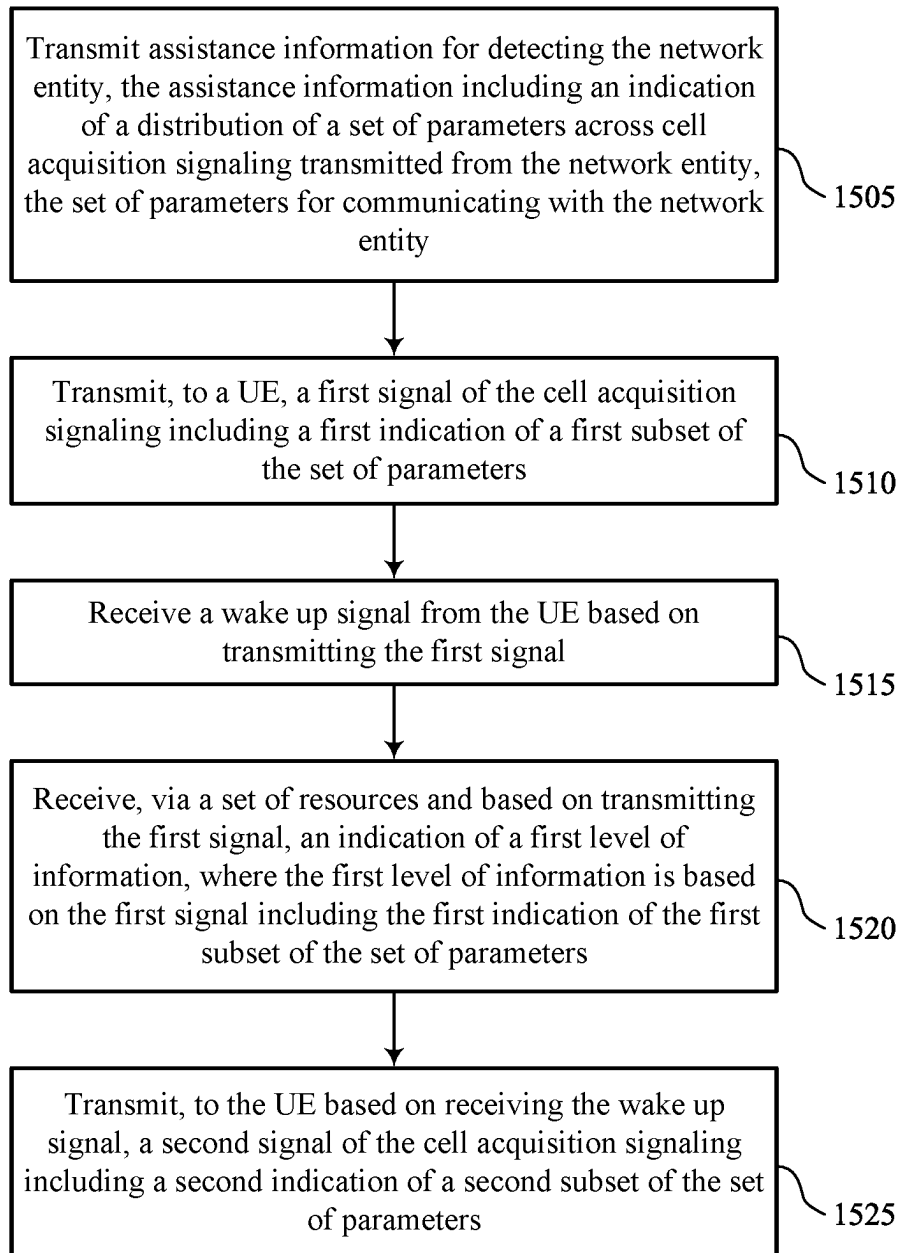 Transmit assistance information for detecting the network
entity, the assistance information including an indication
of a distribution of a set of parameters across cell
acquisition signaling transmitted from the network entity,
the set of parameters for communicating with the network
entity
1505
Transmit, to a UE, a first signal of the cell acquisition
signaling including a first indication of a first subset of
the set of parameters
1510
Receive a wake up signal from the UE based on
transmitting the first signal
1515
Receive, via a set of resources and based on transmitting
the first signal, an indication of a first level of
information, where the first level of information is based
on the first signal including the first indication of the first
subset of the set of parameters
1520
Transmit, to the UE based on receiving the wake up
signal, a second signal of the cell acquisition signaling
including a second indication of a second subset of the set
of parameters
1525